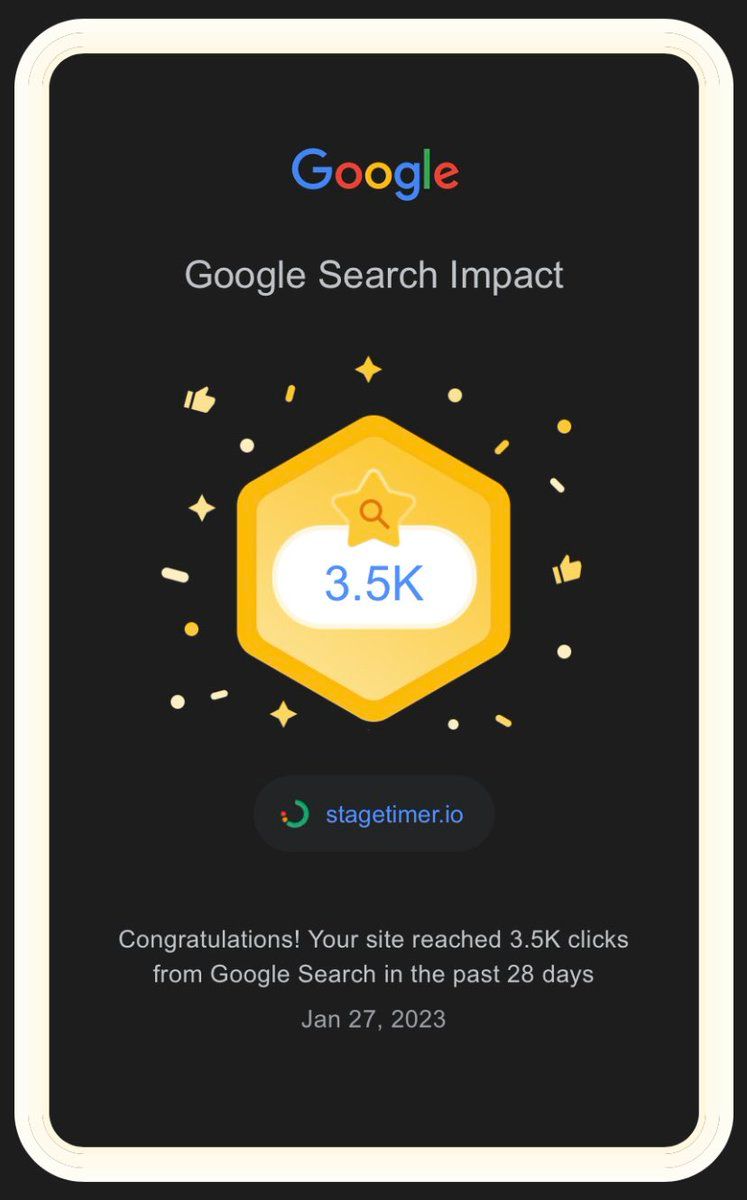 Google
Google Search Impact
3.5K
stagetimer.io
Congratulations! Your site reached 3.5K clicks
from Google Search in the past 28 days
Jan 27, 2023